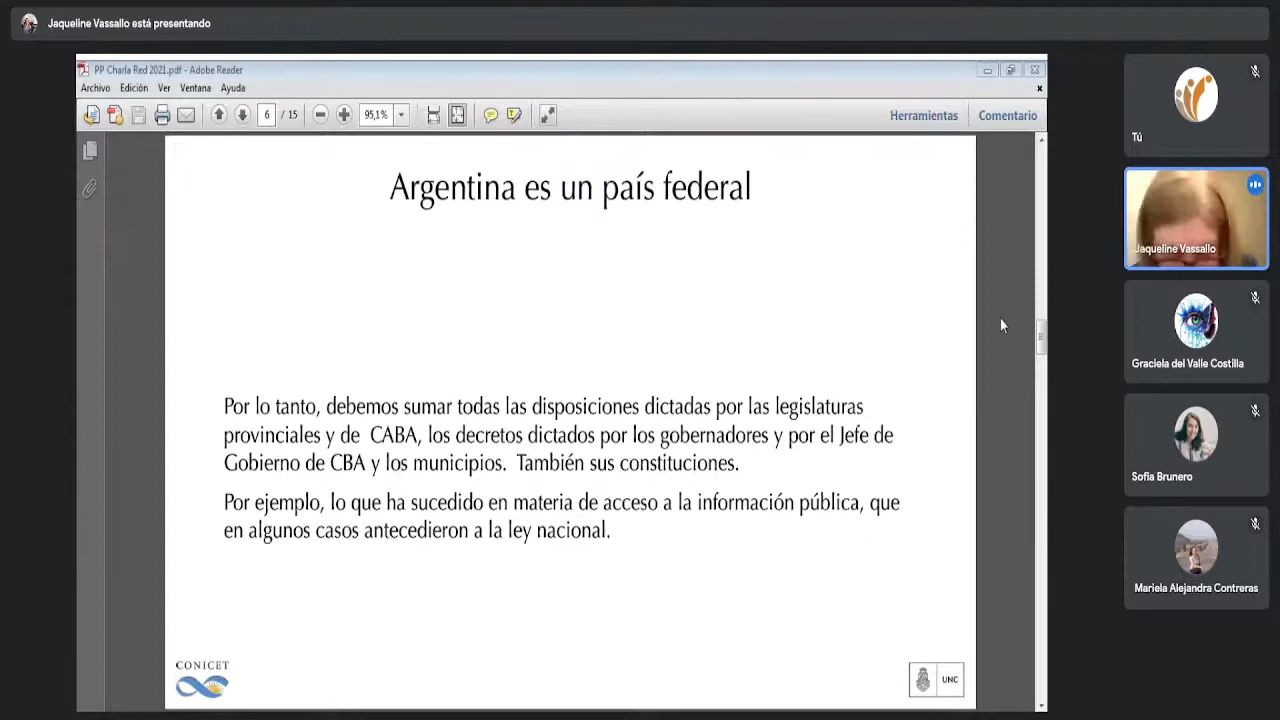 Jaqueline Vassallo está presentando
PP Charla Red 2021.pdf - Adobe Reader
Archivo Edición Ver Ventana Ayuda
6 / 15 95,1% Herramientas Comentario
Argentina es un país federal
Por lo tanto, debemos sumar todas las disposiciones dictadas por las legislaturas
provinciales y de CABA, los decretos dictados por los gobernadores y por el Jefe de
Gobierno de CBA y los municipios. También sus constituciones.
Por ejemplo, lo que ha sucedido en materia de acceso a la información pública, que
en algunos casos antecedieron a la ley nacional.
CONICET
UNC
Tú
Jaqueline Vassallo
Graciela del Valle Costilla
Sofia Brunero
Mariela Alejandra Contreras